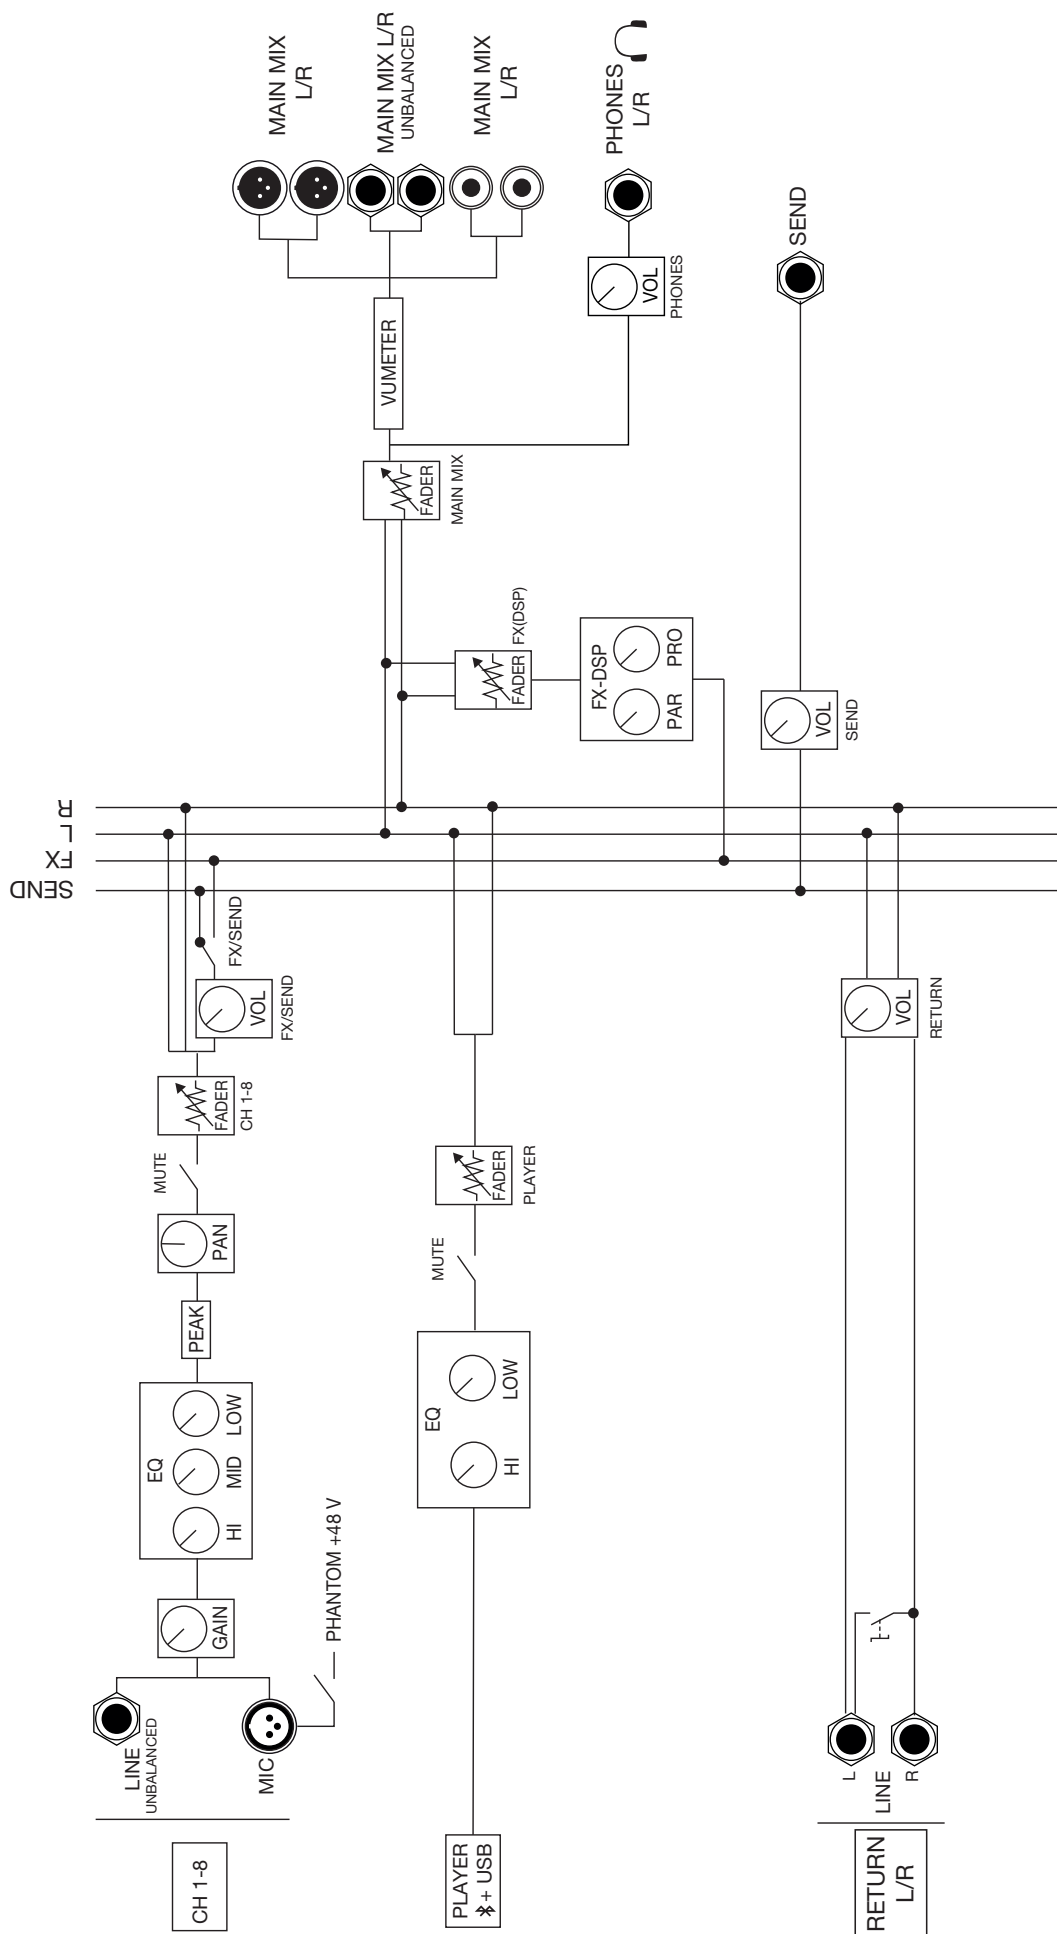 CH 1-8
LINE
UNBALANCED
MIC
PHANTOM +48 V
GAIN
EQ
HI
MID
LOW
PEAK
PAN
MUTE
FADER
CH 1-8
VOL
FX/SEND
FX/SEND
PLAYER
+ USB
EQ
HI
LOW
MUTE
FADER
PLAYER
RETURN
L/R
LINE
L
R
VOL
RETURN
SEND
FX
L
R
FADER
MAIN MIX
VUMETER
MAIN MIX
L/R
MAIN MIX L/R
UNBALANCED
MAIN MIX
L/R
PHONES
L/R
VOL
PHONES
FADER
FX(DSP)
FX-DSP
PAR
PRO
VOL
SEND
SEND